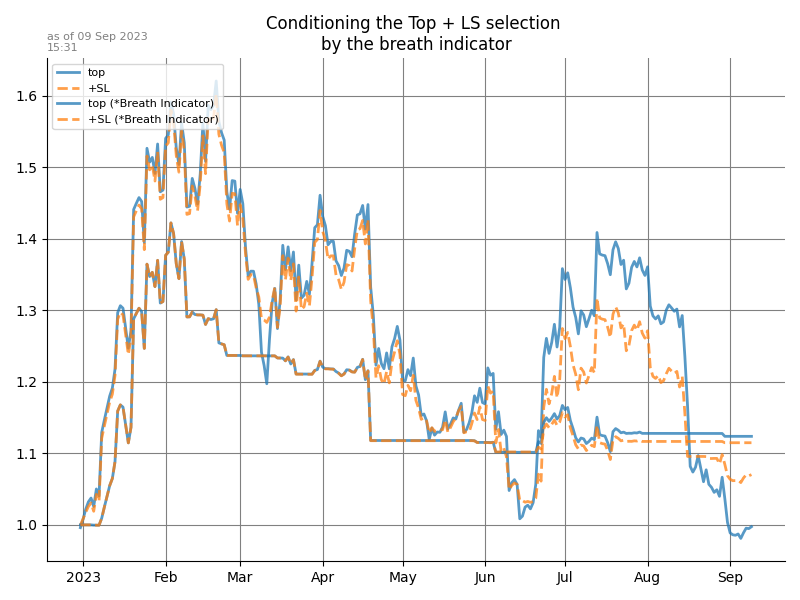 Conditioning the Top + LS selection
by the breath indicator
as of 09 Sep 2023
15:31
top
+SL
top (*Breath Indicator)
+SL (*Breath Indicator)
1.6
1.5
1.4
1.3
1.2
1.1
1.0
2023 Feb Mar Apr May Jun Jul Aug Sep